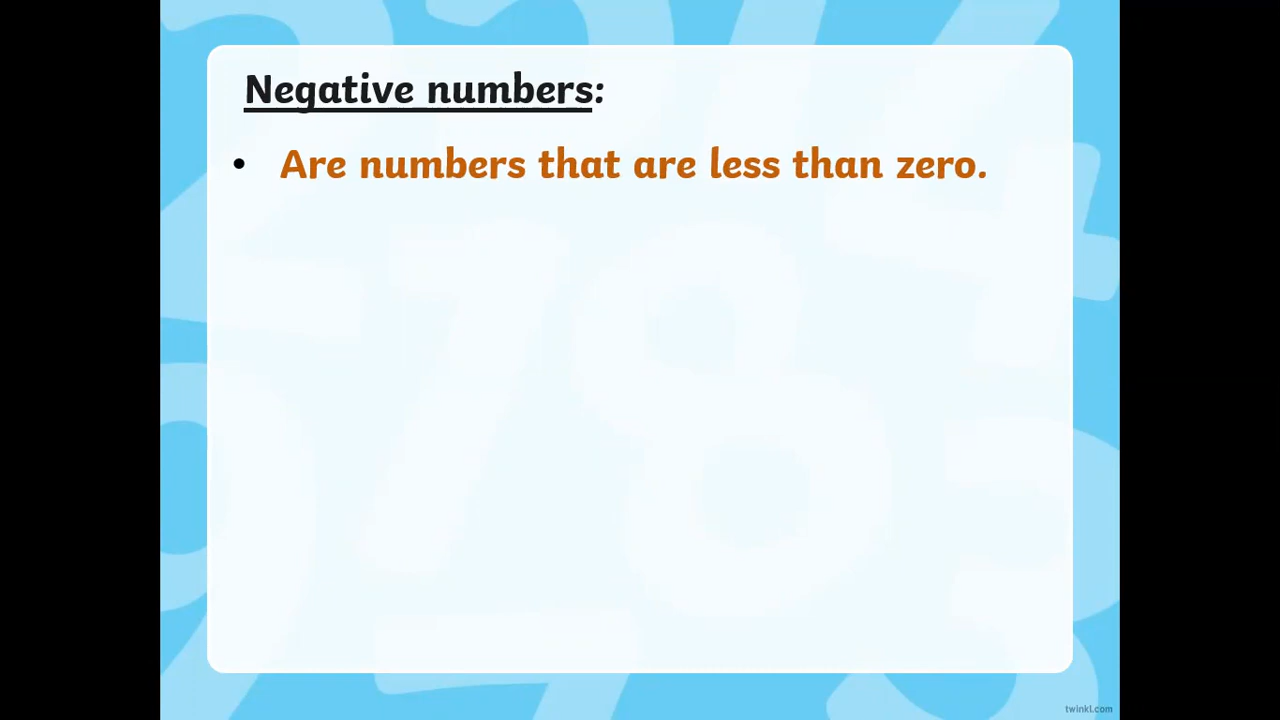 Negative numbers:
• Are numbers that are less than zero.
twinkl.com